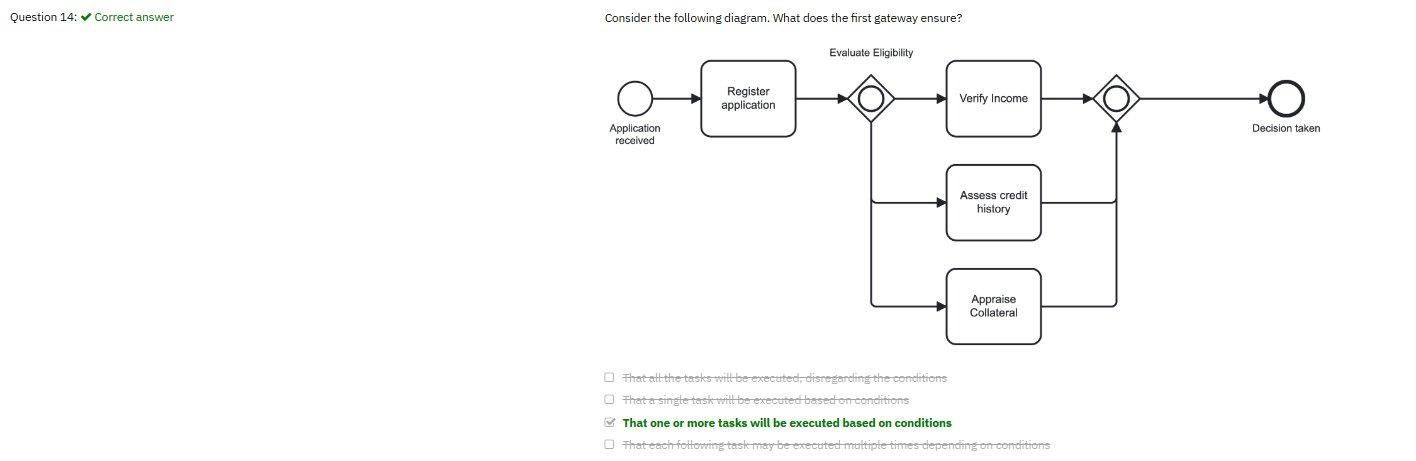 Question 14: ✔ Correct answer
Consider the following diagram. What does the first gateway ensure?
Evaluate Eligibility
Register
application
Verify Income
Application
received
Decision taken
Assess credit
history
Appraise
Collateral
That all the tasks will be executed, disregarding the conditions
That a single task will be executed based on conditions
That one or more tasks will be executed based on conditions
That each following task may be executed multiple times depending on conditions